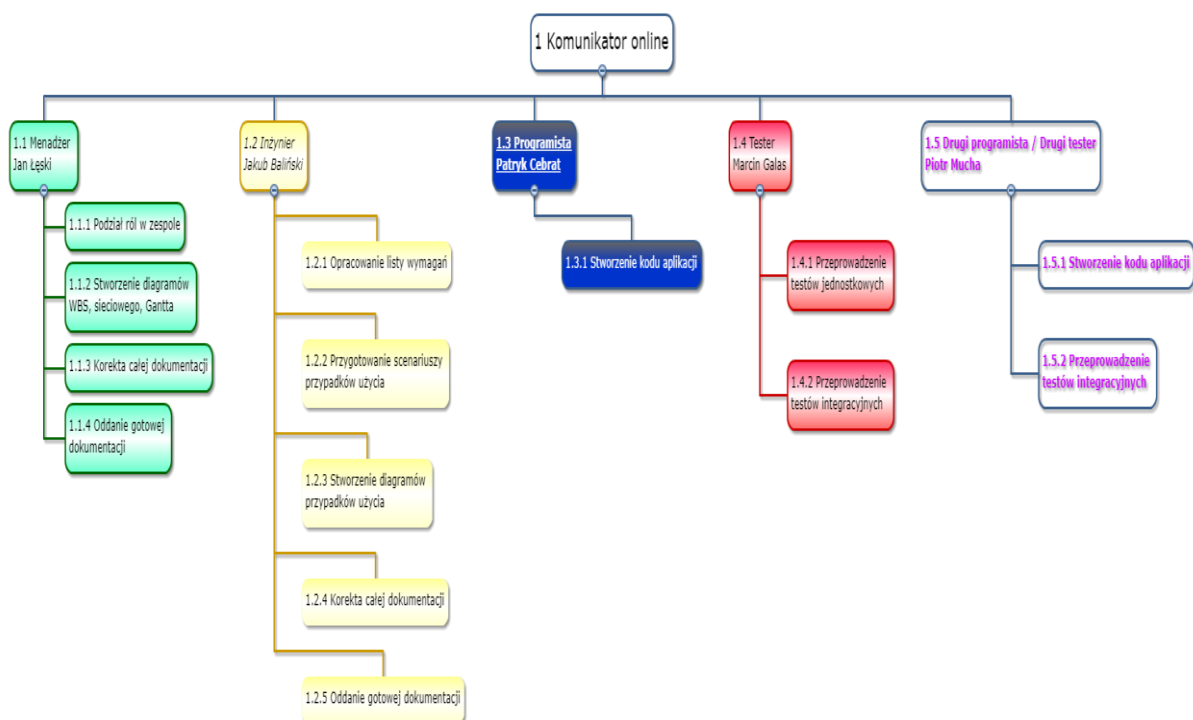 1 Komunikator online
1.1 Menadżer
Jan Łęski
1.1.1 Podział ról w zespole
1.1.2 Stworzenie diagramów
WBS, sieciowego, Gantta
1.1.3 Korekta całej dokumentacji
1.1.4 Oddanie gotowej
dokumentacji
1.2 Inżynier
Jakub Baliński
1.2.1 Opracowanie listy wymagań
1.2.2 Przygotowanie scenariuszy
przypadków użycia
1.2.3 Stworzenie diagramów
przypadków użycia
1.2.4 Korekta całej dokumentacji
1.2.5 Oddanie gotowej dokumentacji
1.3 Programista
Patryk Cebrat
1.3.1 Stworzenie kodu aplikacji
1.4 Tester
Marcin Galas
1.4.1 Przeprowadzenie
testów jednostkowych
1.4.2 Przeprowadzenie
testów integracyjnych
1.5 Drugi programista / Drugi tester
Piotr Mucha
1.5.1 Stworzenie kodu aplikacji
1.5.2 Przeprowadzenie
testów integracyjnych